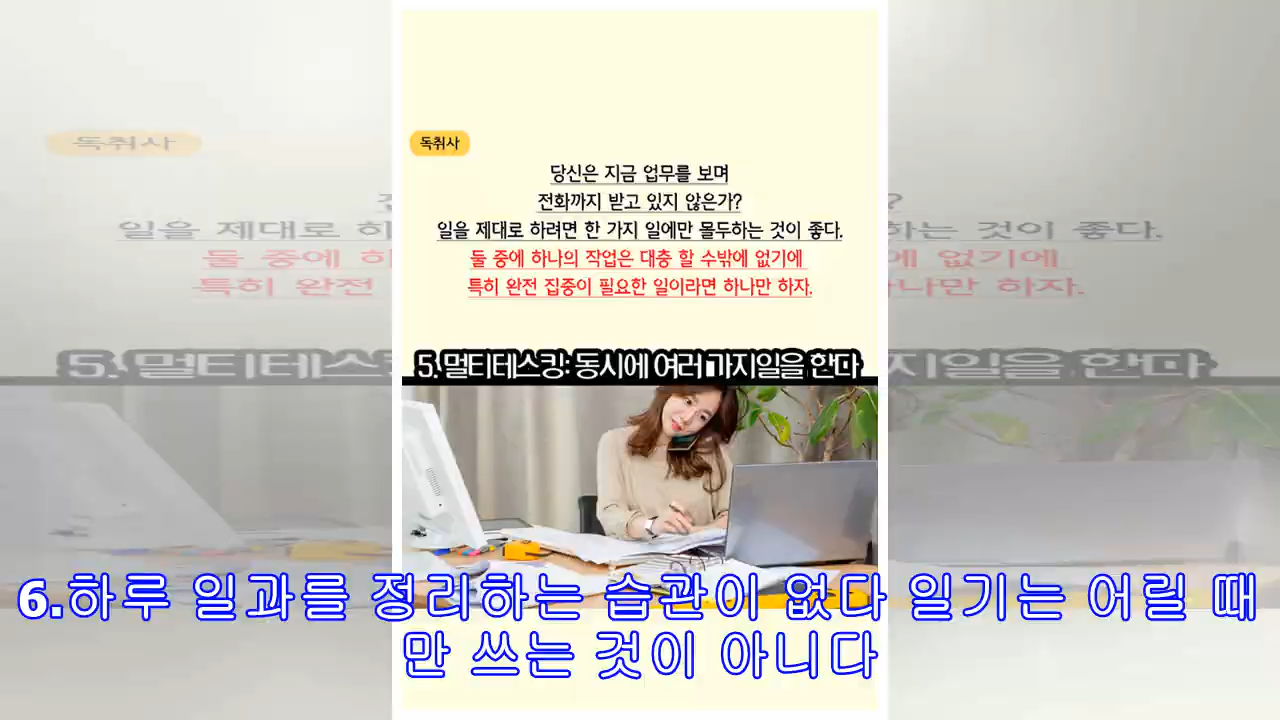 독취사
당신은 지금 업무를 보며
전화까지 받고 있지 않은가?
일을 제대로 하려면 한 가지 일에만 몰두하는 것이 좋다.
둘 중에 하나의 작업은 대충 할 수밖에 없기에
특히 완전 집중이 필요한 일이라면 하나만 하자.
5. 멀티테스킹: 동시에 여러 가지일을 한다
6.하루 일과를 정리하는 습관이 없다 일기는 어릴 때
만 쓰는 것이 아니다